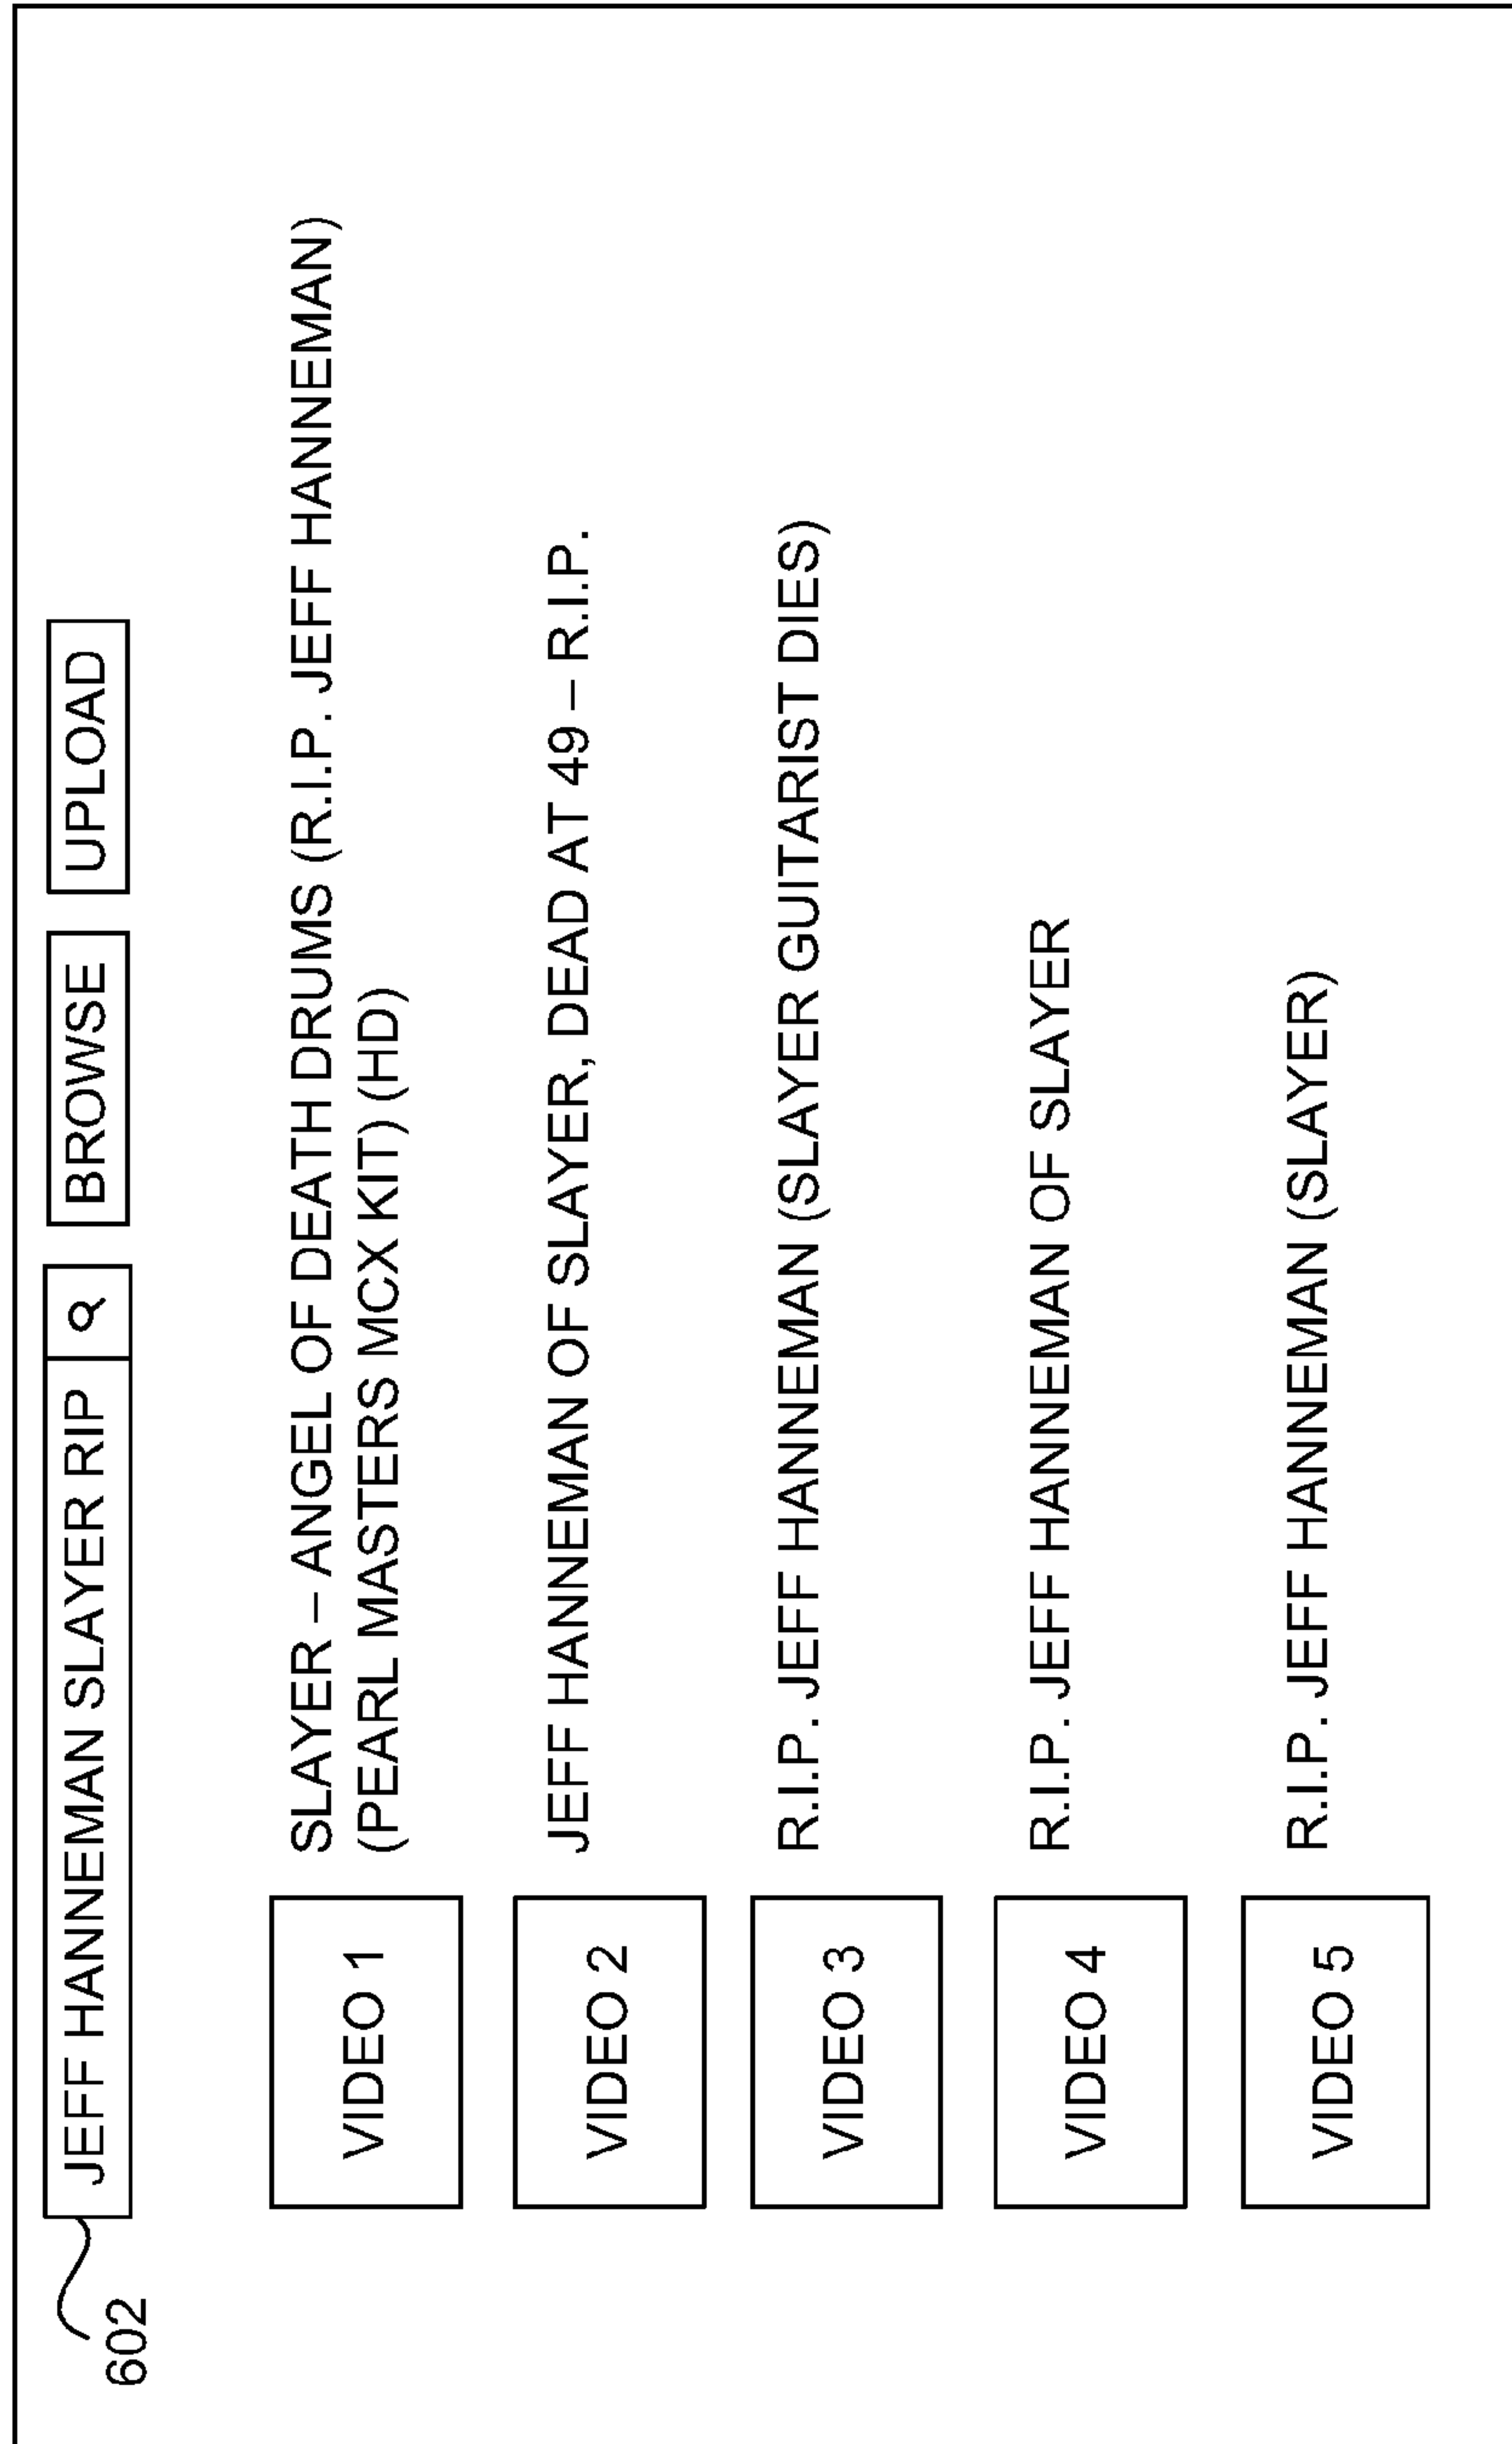 602
JEFF HANNEMAN SLAYER RIP
BROWSE
UPLOAD
VIDEO 1
SLAYER – ANGEL OF DEATH DRUMS (R.I.P. JEFF HANNEMAN)
(PEARL MASTERS MCX KIT) (HD)
VIDEO 2
JEFF HANNEMAN OF SLAYER, DEAD AT 49 – R.I.P.
VIDEO 3
R.I.P. JEFF HANNEMAN (SLAYER GUITARIST DIES)
VIDEO 4
R.I.P. JEFF HANNEMAN OF SLAYER
VIDEO 5
R.I.P. JEFF HANNEMAN (SLAYER)